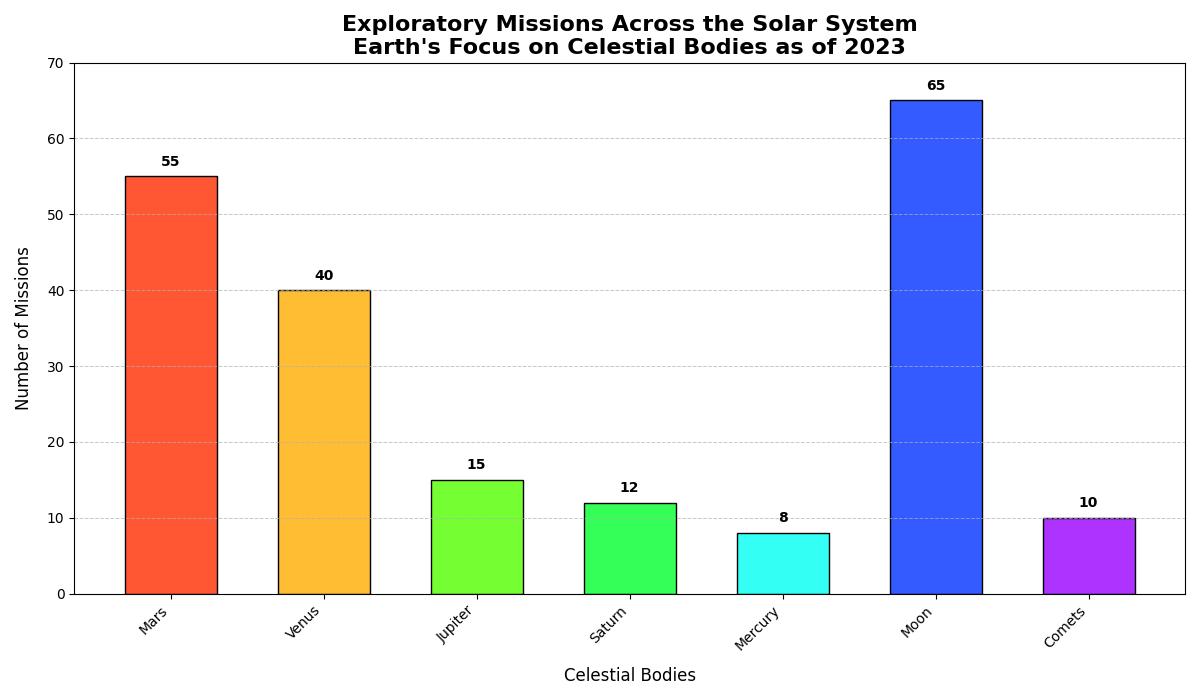 Exploratory Missions Across the Solar System
Earth's Focus on Celestial Bodies as of 2023
Number of Missions
70
60
50
40
30
20
10
0
55
40
15
12
8
65
10
Mars
Venus
Jupiter
Saturn
Mercury
Moon
Comets
Celestial Bodies